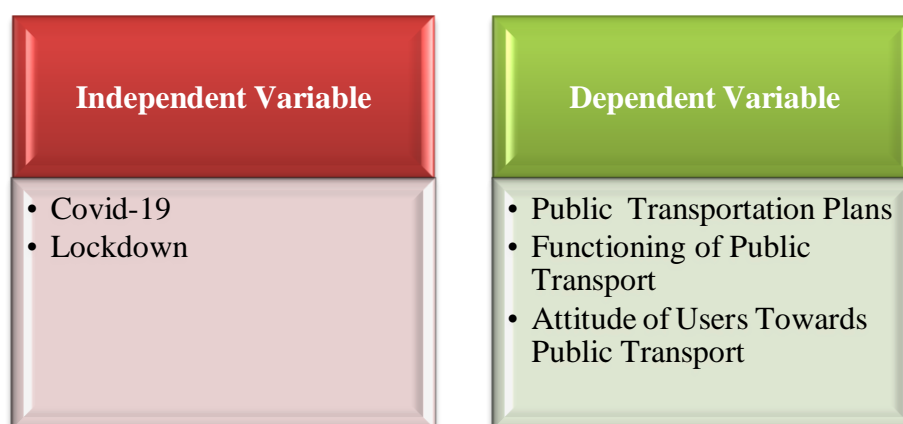 Independent Variable
• Covid-19
• Lockdown
Dependent Variable
• Public Transportation Plans
• Functioning of Public
Transport
• Attitude of Users Towards
Public Transport